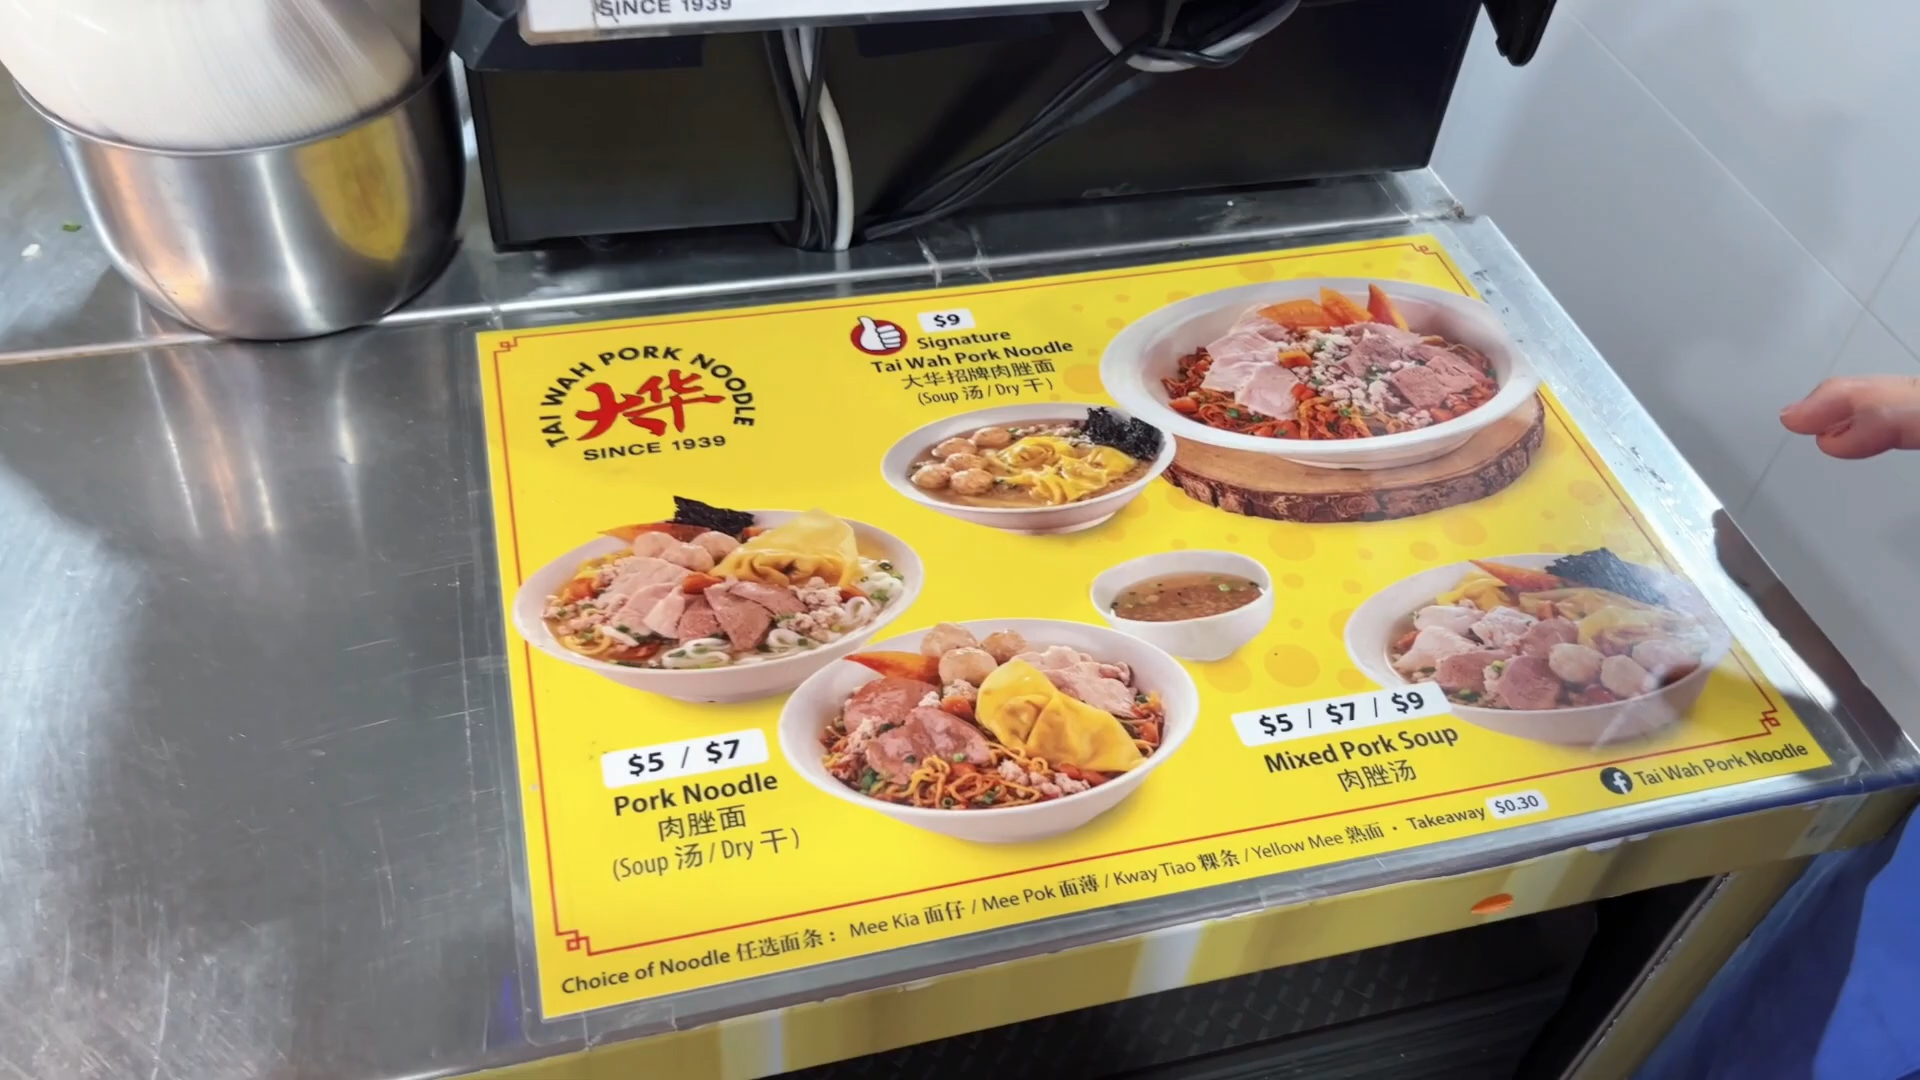 SINCE 1939
TAI WAH PORK NOODLE
大华
SINCE 1939
$9
Signature
Tai Wah Pork Noodle
大华招牌肉脞面
(Soup 汤 / Dry 干)
$5 / $7
Pork Noodle
肉脞面
(Soup 汤 / Dry 干)
$5 / $7 / $9
Mixed Pork Soup
肉脞汤
Tai Wah Pork Noodle
Choice of Noodle 任选面条： Mee Kia 面仔 / Mee Pok 面薄 / Kway Tiao 粿条 / Yellow Mee 熟面 · Takeaway $0.30